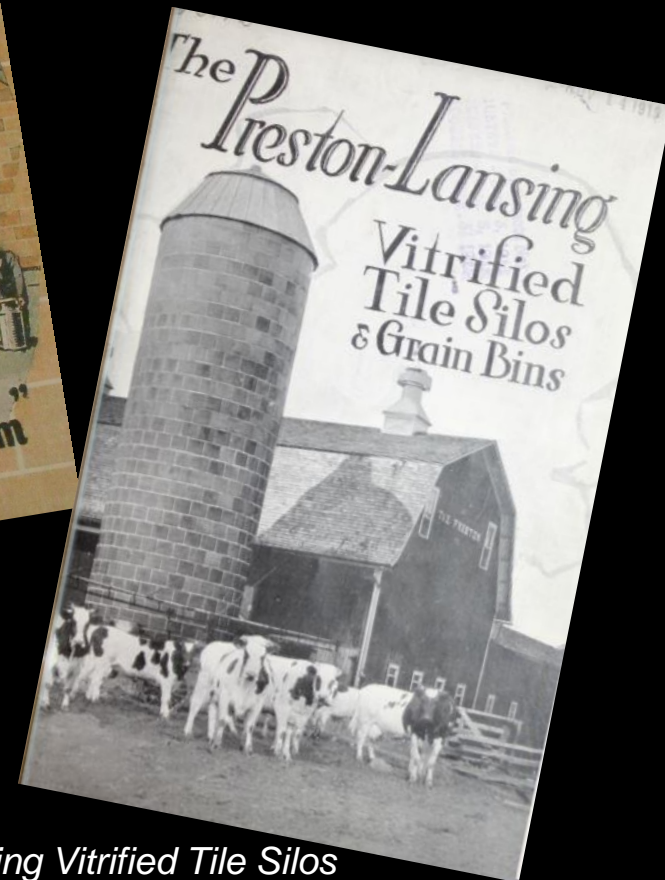 The
Preston-Lansing
Vitrified
Tile Silos
& Grain Bins
m”
ing Vitrified Tile Silos